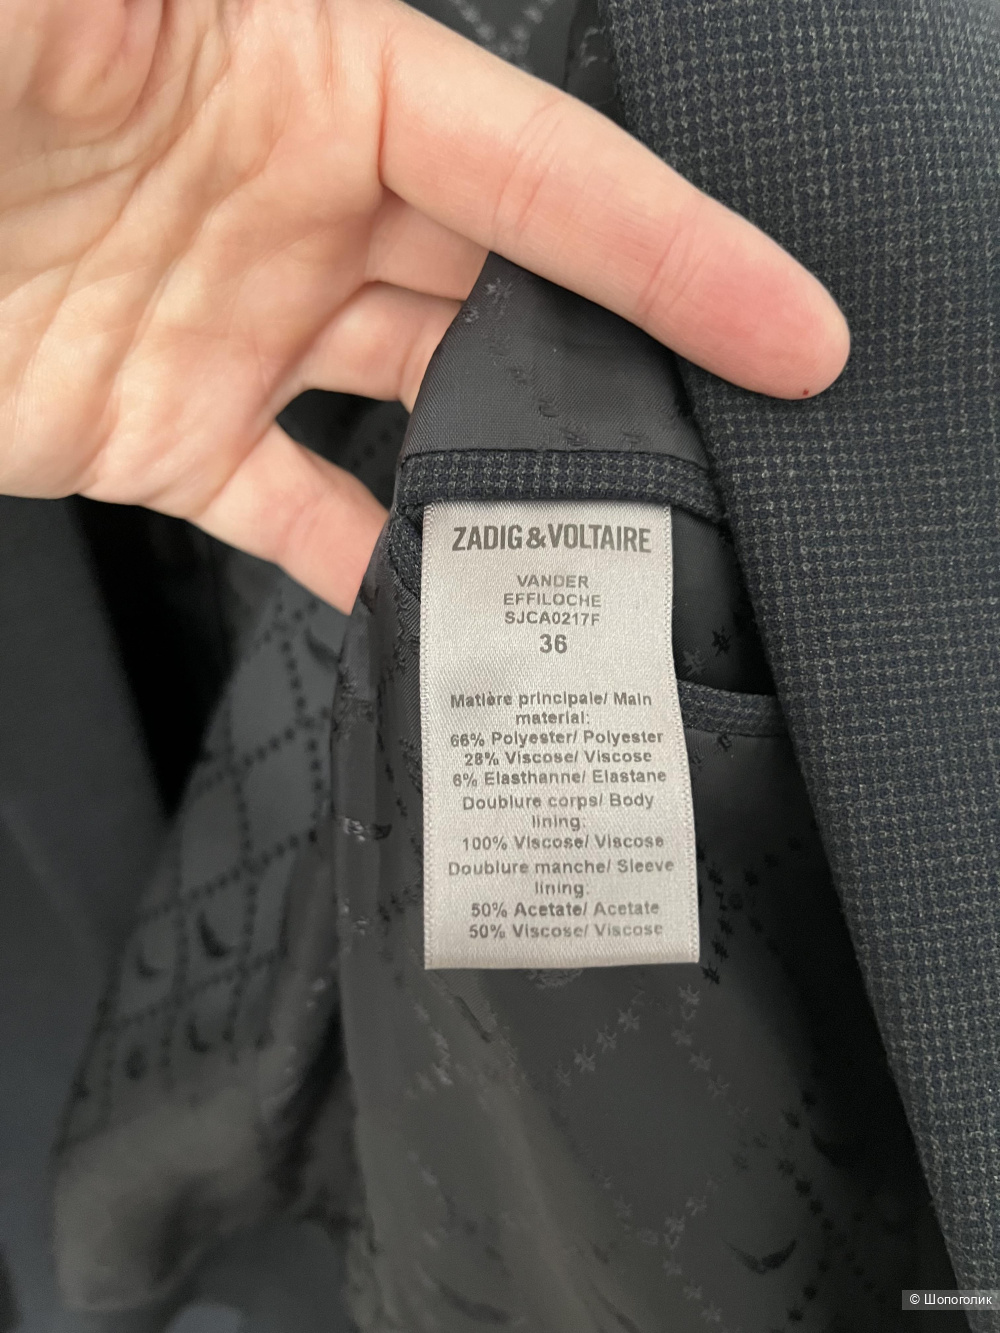 ZADIG&VOLTAIRE
VANDER
EFFILOCHE
SJCA0217F
36
Matière principale/ Main
material:
66% Polyester/ Polyester
28% Viscose/ Viscose
6% Elasthanne/ Elastane
Doublure corps/ Body
lining:
100% Viscose/ Viscose
Doublure manche/ Sleeve
lining:
50% Acetate/ Acetate
50% Viscose/ Viscose
© Шопоголик